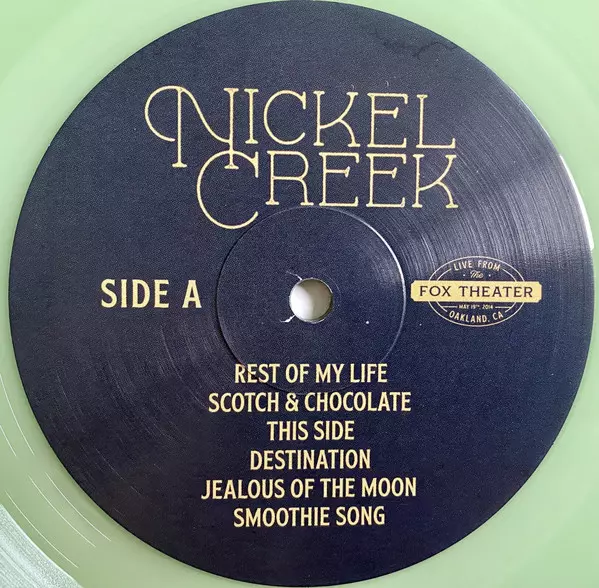 NICKEL
CREEK
SIDE A
LIVE FROM
The
FOX THEATER
MAY 19TH, 2014
OAKLAND, CA
REST OF MY LIFE
SCOTCH & CHOCOLATE
THIS SIDE
DESTINATION
JEALOUS OF THE MOON
SMOOTHIE SONG